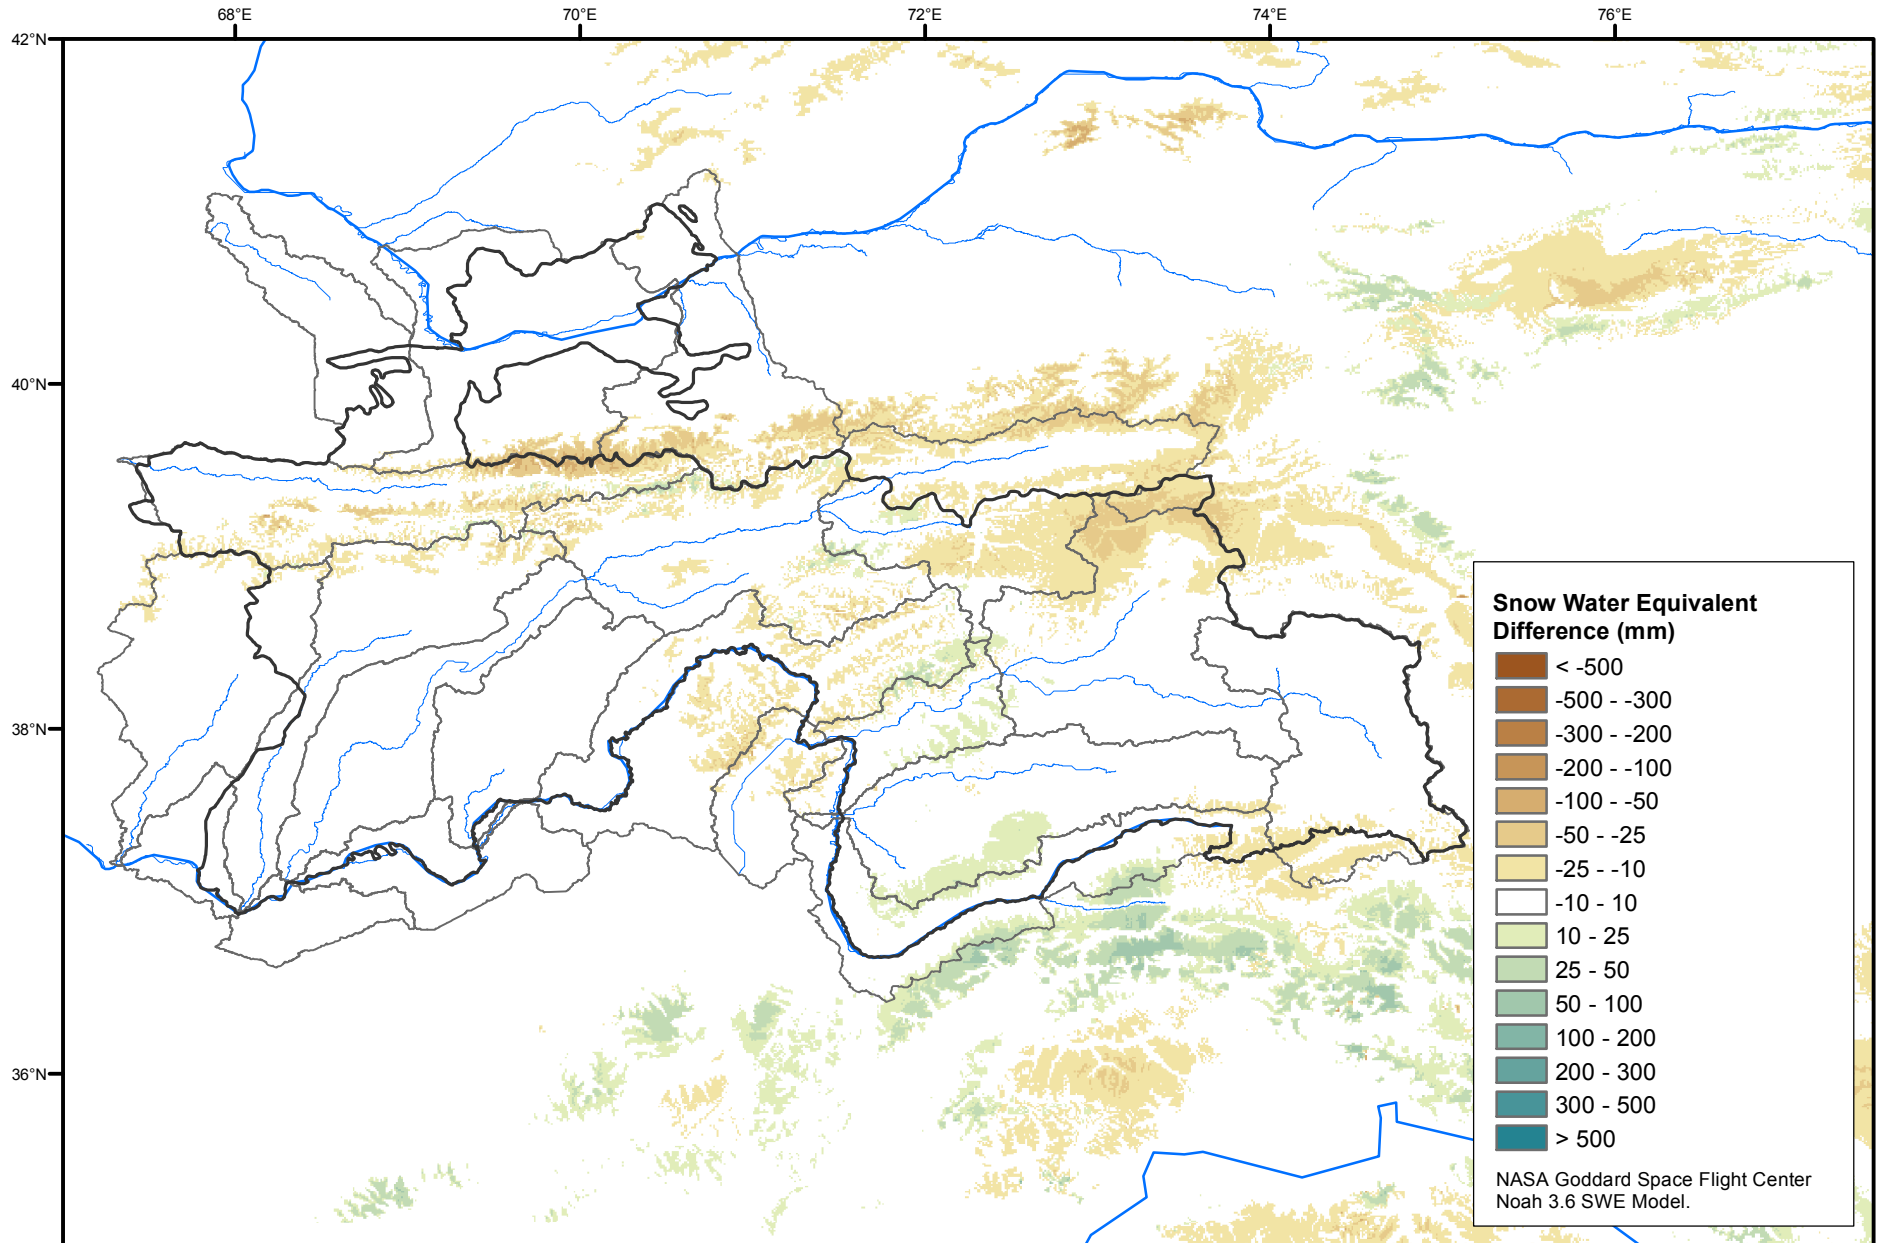 68°E 70°E 72°E 74°E 76°E
42°N
40°N
38°N
36°N
Snow Water Equivalent
Difference (mm)
< -500
-500 - -300
-300 - -200
-200 - -100
-100 - -50
-50 - -25
-25 - -10
-10 - 10
10 - 25
25 - 50
50 - 100
100 - 200
200 - 300
300 - 500
> 500
NASA Goddard Space Flight Center
Noah 3.6 SWE Model.